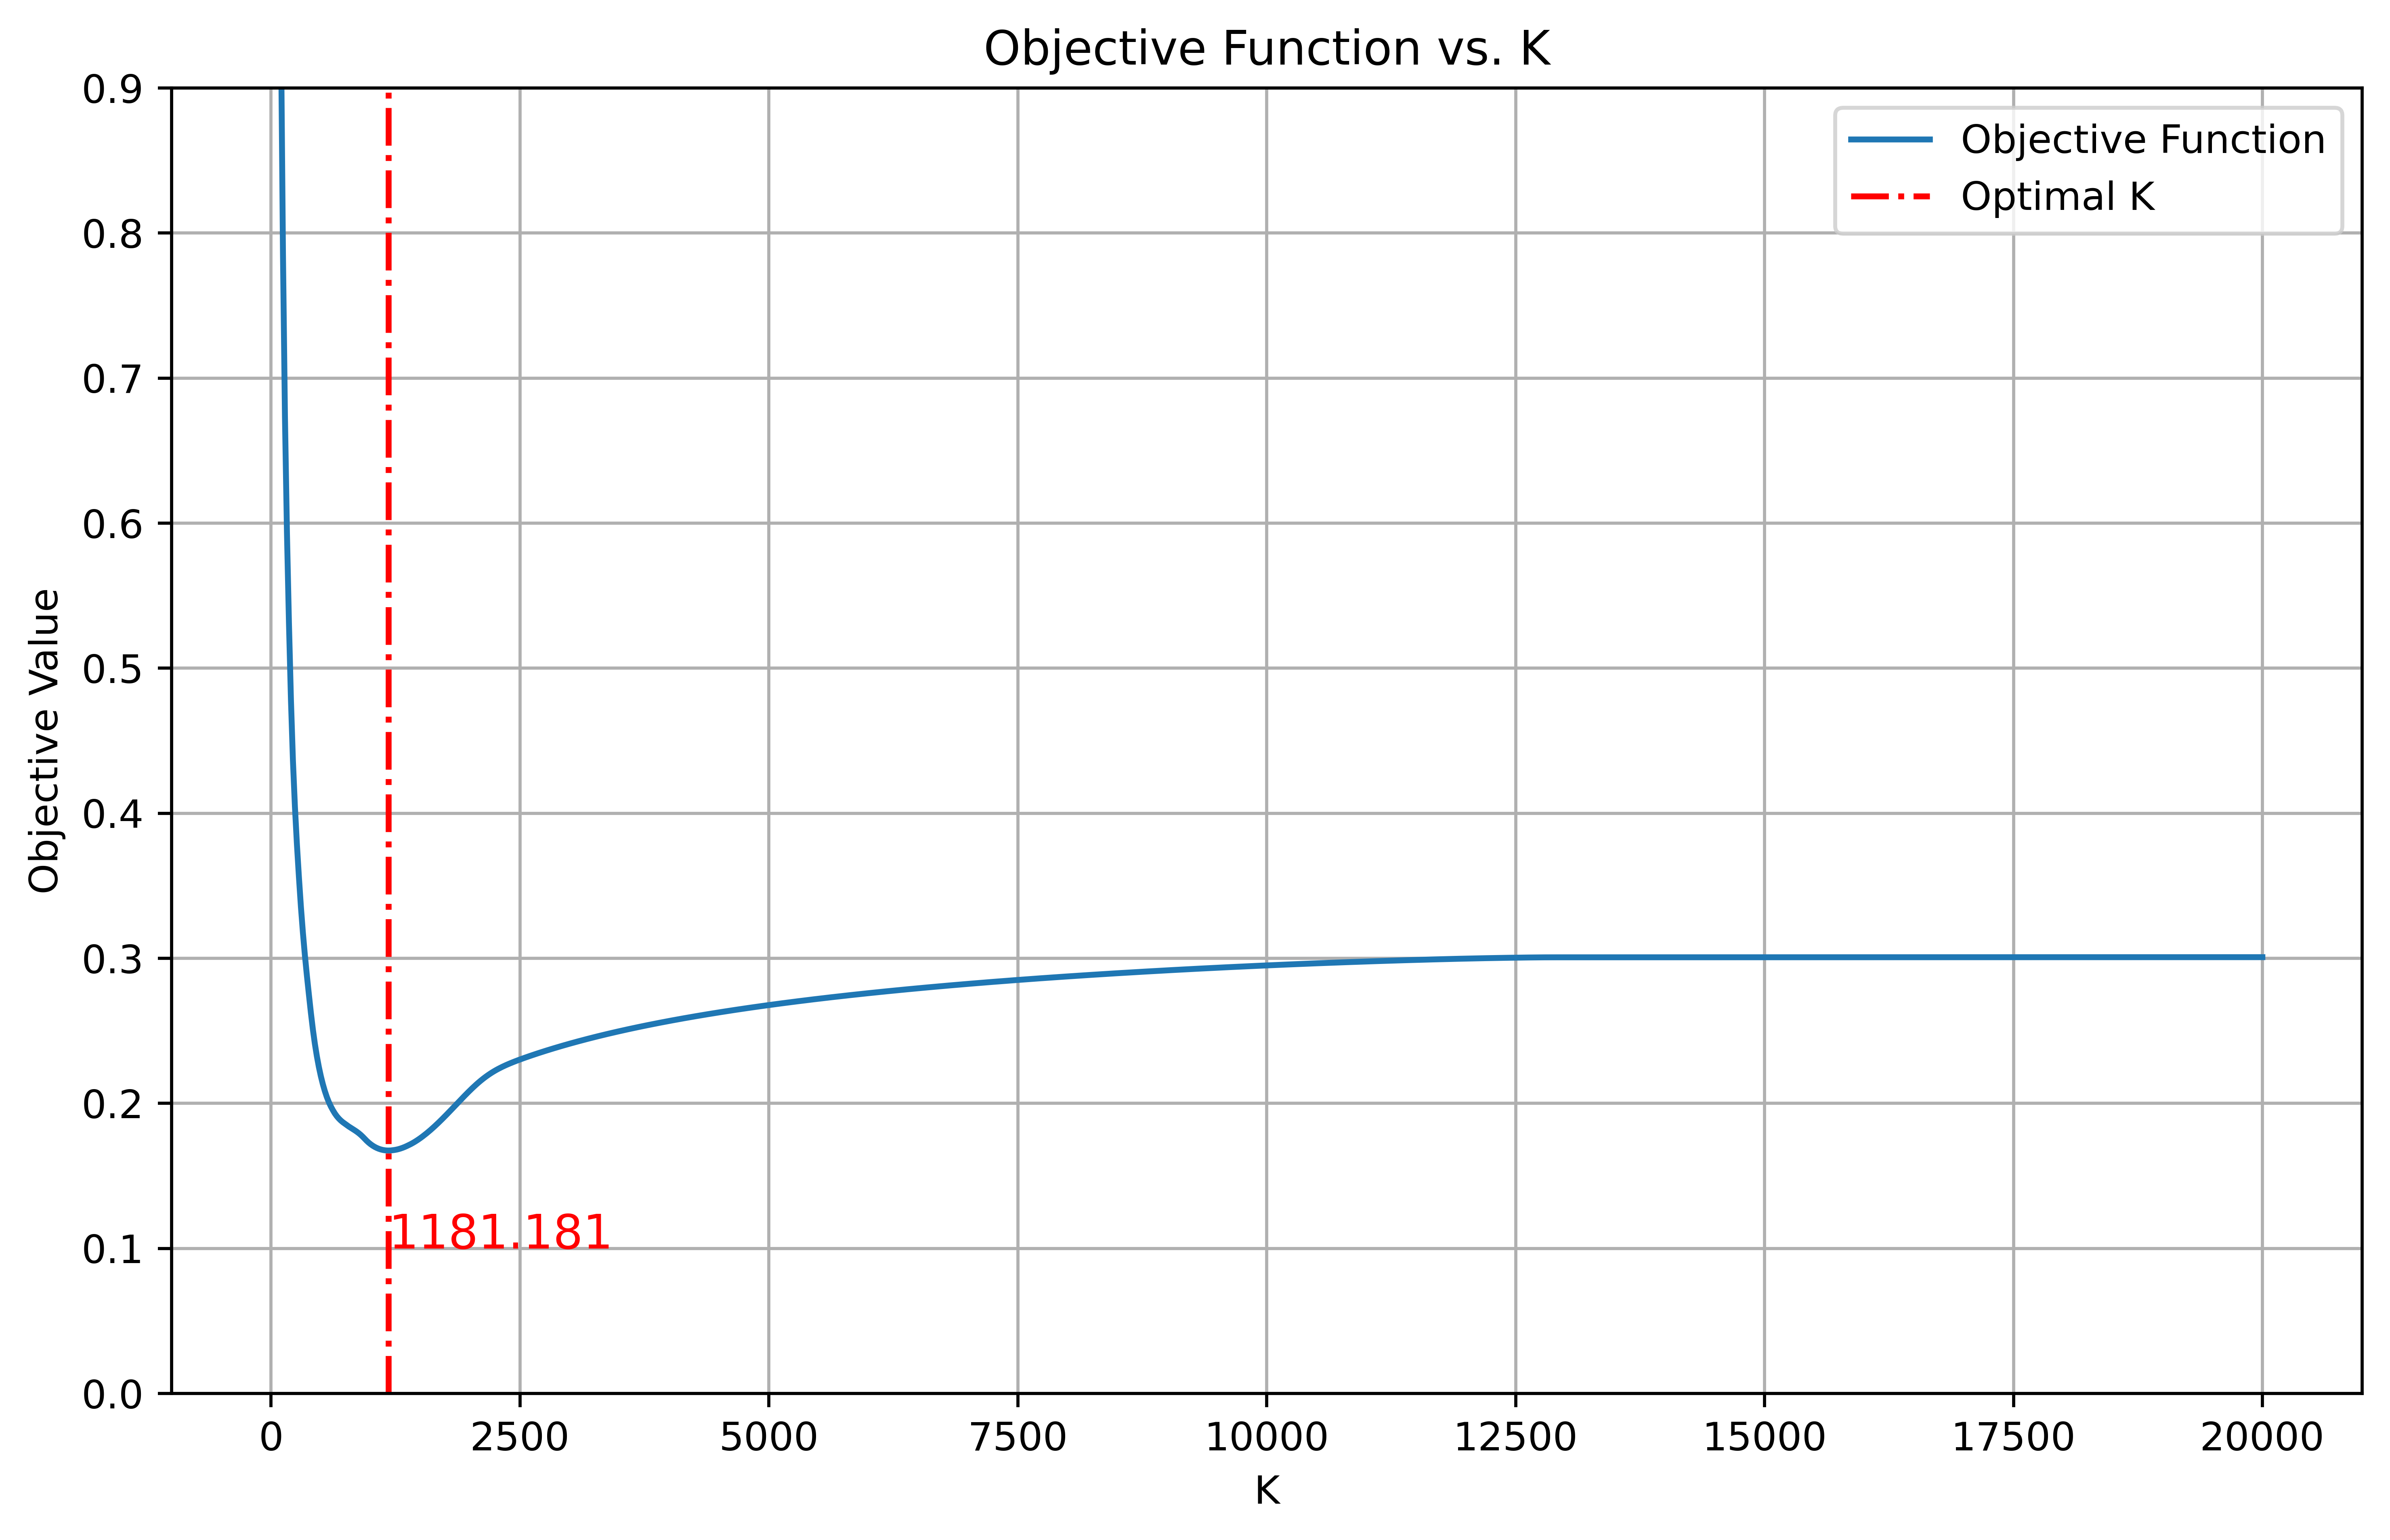 Objective Function vs. K
0.9
0.8
0.7
0.6
0.5
0.4
0.3
0.2
0.1
0.0
Objective Value
Objective Function
Optimal K
1181.181
0 2500 5000 7500 10000 12500 15000 17500 20000
K